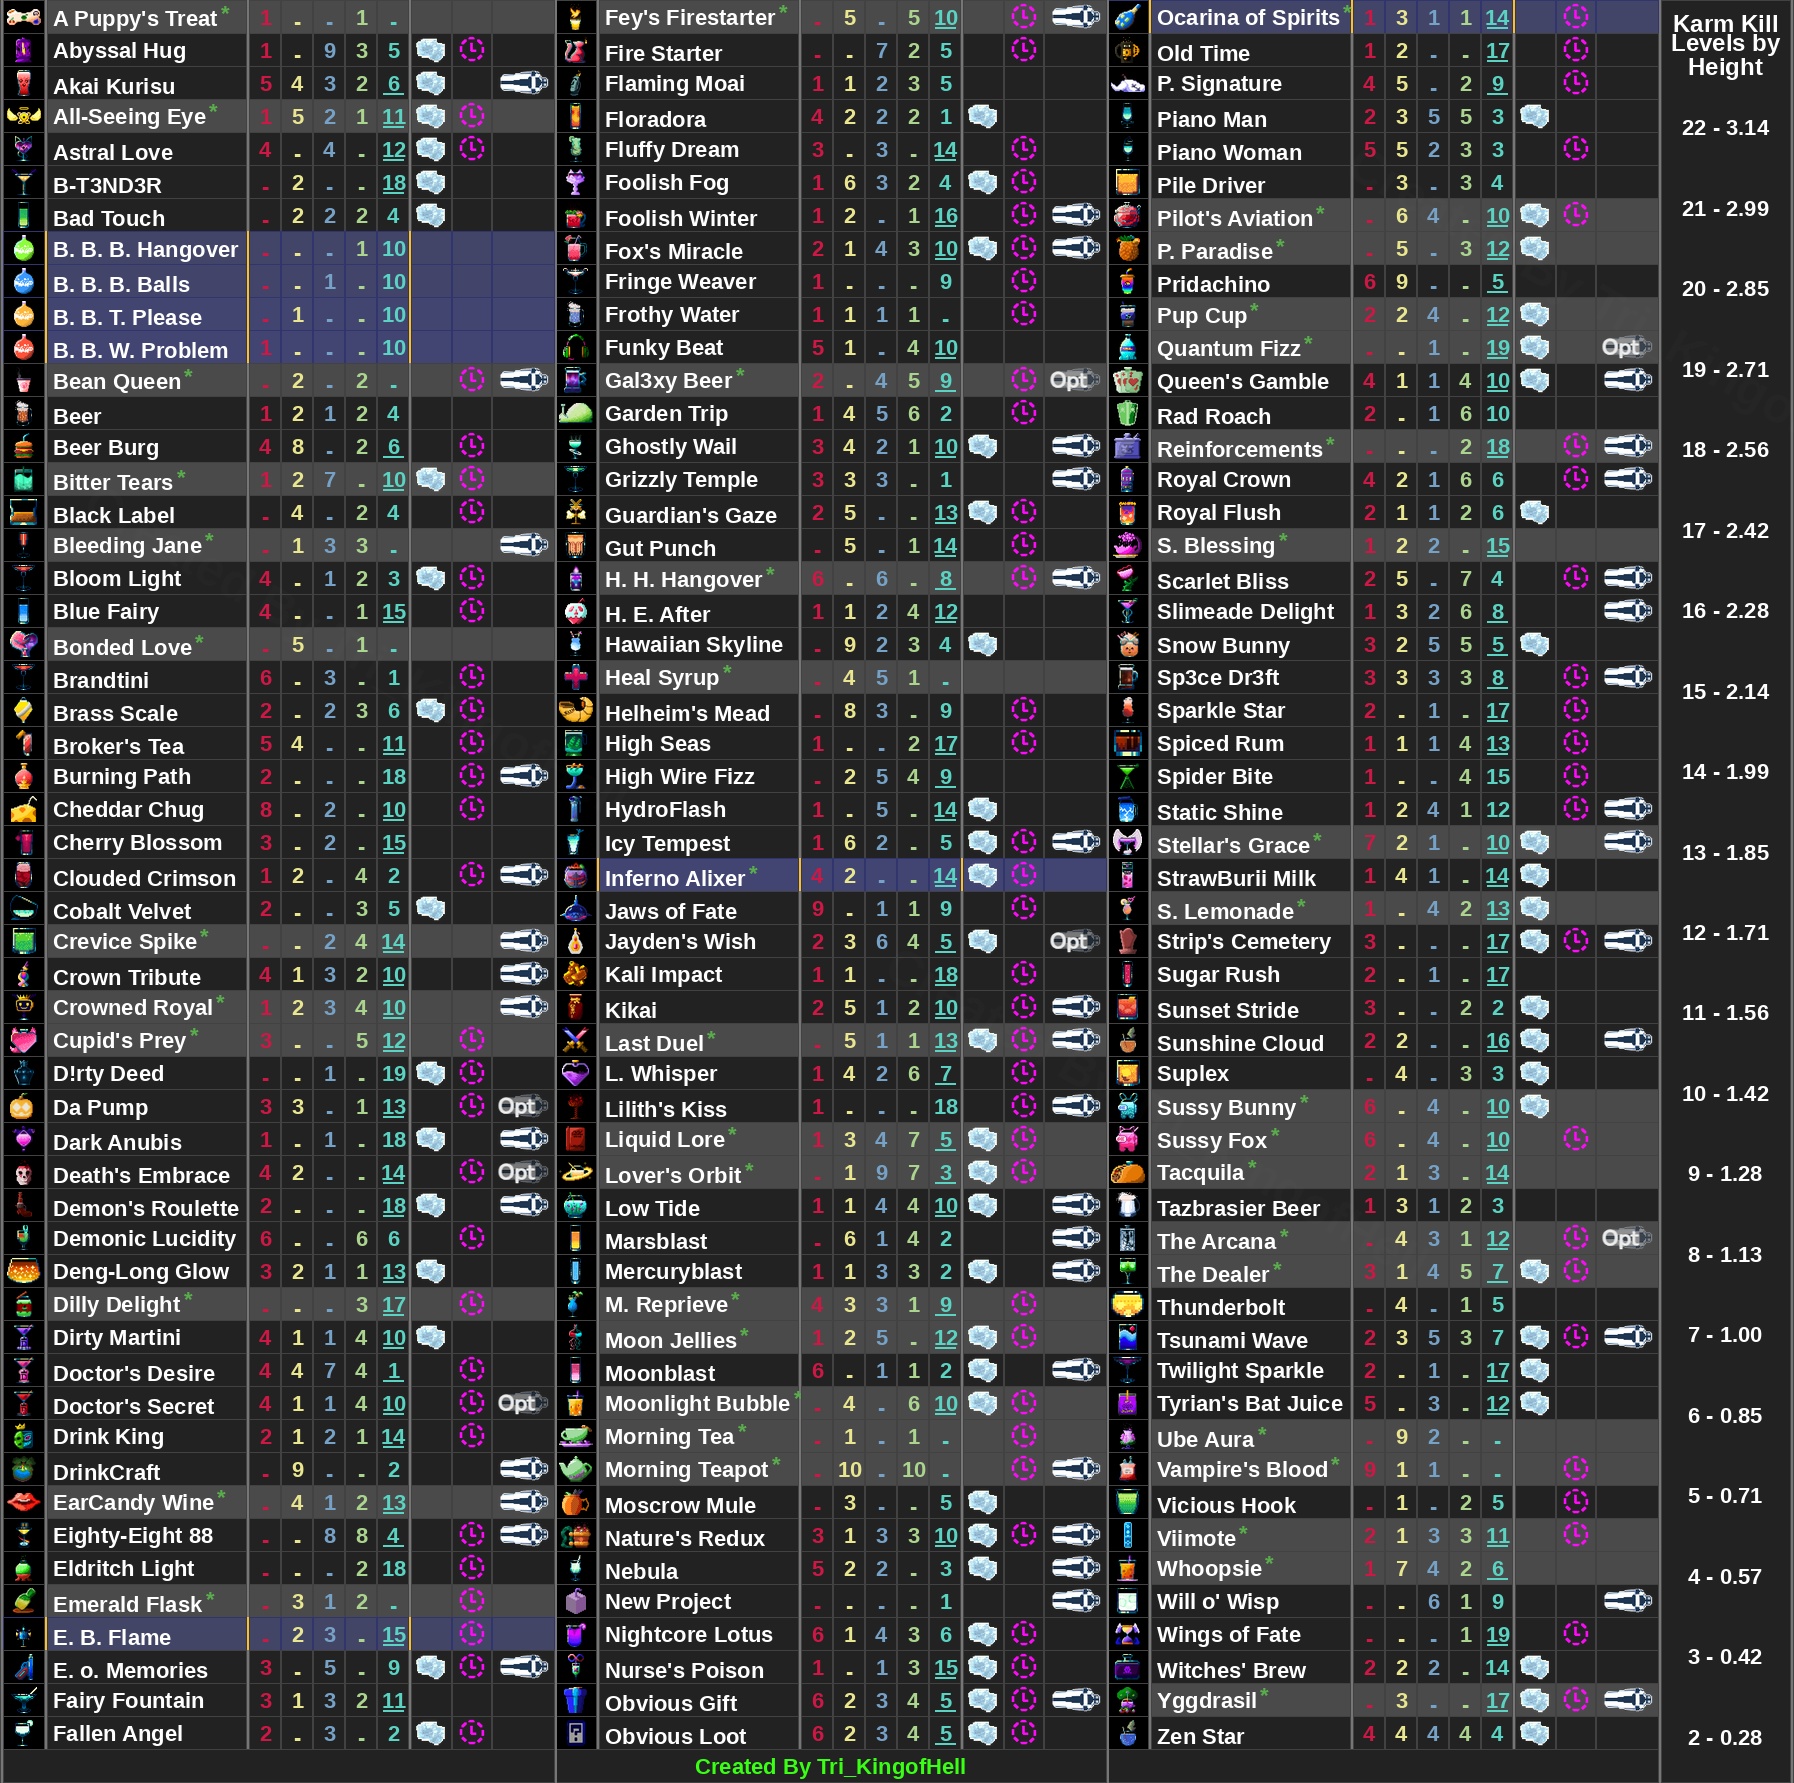 A Puppy's Treat* 1 - - 1 -
Abyssal Hug 1 - 9 3 5
Akai Kurisu 5 4 3 2 6
All-Seeing Eye* 1 5 2 1 11
Astral Love 4 - 4 - 12
B-T3ND3R - 2 - - 18
Bad Touch - 2 2 2 4
B. B. B. Hangover - - - 1 10
B. B. B. Balls - - 1 - 10
B. B. T. Please - 1 - - 10
B. B. W. Problem 1 - - - 10
Bean Queen* - 2 - 2 -
Beer 1 2 1 2 4
Beer Burg 4 8 - 2 6
Bitter Tears* 1 2 7 - 10
Black Label - 4 - 2 4
Bleeding Jane* - 1 3 3 -
Bloom Light 4 - 1 2 3
Blue Fairy 4 - - 1 15
Bonded Love* - 5 - 1 -
Brandtini 6 - 3 - 1
Brass Scale 2 - 2 3 6
Broker's Tea 5 4 - - 11
Burning Path 2 - - - 18
Cheddar Chug 8 - 2 - 10
Cherry Blossom 3 - 2 - 15
Clouded Crimson 1 2 - 4 2
Cobalt Velvet 2 - - 3 5
Crevice Spike* - - 2 4 14
Crown Tribute 4 1 3 2 10
Crowned Royal* 1 2 3 4 10
Cupid's Prey* 3 - - 5 12
D!rty Deed - - 1 - 19
Da Pump 3 3 - 1 13 Opt
Dark Anubis 1 - 1 - 18
Death's Embrace 4 2 - - 14 Opt
Demon's Roulette 2 - - - 18
Demonic Lucidity 6 - - 6 6
Deng-Long Glow 3 2 1 1 13
Dilly Delight* - - - 3 17
Dirty Martini 4 1 1 4 10
Doctor's Desire 4 4 7 4 1
Doctor's Secret 4 1 1 4 10 Opt
Drink King 2 1 2 1 14
DrinkCraft - 9 - - 2
EarCandy Wine* - 4 1 2 13
Eighty-Eight 88 - - 8 8 4
Eldritch Light - - - 2 18
Emerald Flask* - 3 1 2 -
E. B. Flame - 2 3 - 15
E. o. Memories 3 - 5 - 9
Fairy Fountain 3 1 3 2 11
Fallen Angel 2 - 3 - 2
Fey's Firestarter* - 5 - 5 10
Fire Starter - - 7 2 5
Flaming Moai 1 1 2 3 5
Floradora 4 2 2 2 1
Fluffy Dream 3 - 3 - 14
Foolish Fog 1 6 3 2 4
Foolish Winter 1 2 - 1 16
Fox's Miracle 2 1 4 3 10
Fringe Weaver 1 - - - 9
Frothy Water 1 1 1 1 -
Funky Beat 5 1 - 4 10
Gal3xy Beer* 2 - 4 5 9 Opt
Garden Trip 1 4 5 6 2
Ghostly Wail 3 4 2 1 10
Grizzly Temple 3 3 3 - 1
Guardian's Gaze 2 5 - - 13
Gut Punch - 5 - 1 14
H. H. Hangover* 6 - 6 - 8
H. E. After 1 1 2 4 12
Hawaiian Skyline - 9 2 3 4
Heal Syrup* - 4 5 1 -
Helheim's Mead - 8 3 - 9
High Seas 1 - - 2 17
High Wire Fizz - 2 5 4 9
HydroFlash 1 - 5 - 14
Icy Tempest 1 6 2 - 5
Inferno Alixer* 4 2 - - 14
Jaws of Fate 9 - 1 1 9
Jayden's Wish 2 3 6 4 5 Opt
Kali Impact 1 1 - - 18
Kikai 2 5 1 2 10
Last Duel* - 5 1 1 13
L. Whisper 1 4 2 6 7
Lilith's Kiss 1 - - - 18
Liquid Lore* 1 3 4 7 5
Lover's Orbit* - 1 9 7 3
Low Tide 1 1 4 4 10
Marsblast - 6 1 4 2
Mercuryblast 1 1 3 3 2
M. Reprieve* 4 3 3 1 9
Moon Jellies* 1 2 5 - 12
Moonblast 6 - 1 1 2
Moonlight Bubble* - 4 - 6 10
Morning Tea* - 1 - 1 -
Morning Teapot* - 10 - 10 -
Moscrow Mule - 3 - - 5
Nature's Redux 3 1 3 3 10
Nebula 5 2 2 - 3
New Project - - - - 1
Nightcore Lotus 6 1 4 3 6
Nurse's Poison 1 - 1 3 15
Obvious Gift 6 2 3 4 5
Obvious Loot 6 2 3 4 5
Ocarina of Spirits* 1 3 1 1 14
Old Time 1 2 - - 17
P. Signature 4 5 - 2 9
Piano Man 2 3 5 5 3
Piano Woman 5 5 2 3 3
Pile Driver - 3 - 3 4
Pilot's Aviation* - 6 4 - 10
P. Paradise* - 5 - 3 12
Pridachino 6 9 - - 5
Pup Cup* 2 2 4 - 12
Quantum Fizz* - - 1 - 19 Opt
Queen's Gamble 4 1 1 4 10
Rad Roach 2 - 1 6 10
Reinforcements* - - - 2 18
Royal Crown 4 2 1 6 6
Royal Flush 2 1 1 2 6
S. Blessing* 1 2 2 - 15
Scarlet Bliss 2 5 - 7 4
Slimeade Delight 1 3 2 6 8
Snow Bunny 3 2 5 5 5
Sp3ce Dr3ft 3 3 3 3 8
Sparkle Star 2 - 1 - 17
Spiced Rum 1 1 1 4 13
Spider Bite 1 - - 4 15
Static Shine 1 2 4 1 12
Stellar's Grace* 7 2 1 - 10
StrawBurii Milk 1 4 1 - 14
S. Lemonade* 1 - 4 2 13
Strip's Cemetery 3 - - - 17
Sugar Rush 2 - 1 - 17
Sunset Stride 3 - - 2 2
Sunshine Cloud 2 2 - - 16
Suplex - 4 - 3 3
Sussy Bunny* 6 - 4 - 10
Sussy Fox* 6 - 4 - 10
Tacquila* 2 1 3 - 14
Tazbrasier Beer 1 3 1 2 3
The Arcana* - 4 3 1 12 Opt
The Dealer* 3 1 4 5 7
Thunderbolt - 4 - 1 5
Tsunami Wave 2 3 5 3 7
Twilight Sparkle 2 - 1 - 17
Tyrian's Bat Juice 5 - 3 - 12
Ube Aura* - 9 2 - -
Vampire's Blood* 9 1 1 - -
Vicious Hook - 1 - 2 5
Viimote* 2 1 3 3 11
Whoopsie* 1 7 4 2 6
Will o' Wisp - - 6 1 9
Wings of Fate - - - 1 19
Witches' Brew 2 2 2 - 14
Yggdrasil* - 3 - - 17
Zen Star 4 4 4 4 4
Karm Kill
Levels by
Height
22 - 3.14
21 - 2.99
20 - 2.85
19 - 2.71
18 - 2.56
17 - 2.42
16 - 2.28
15 - 2.14
14 - 1.99
13 - 1.85
12 - 1.71
11 - 1.56
10 - 1.42
9 - 1.28
8 - 1.13
7 - 1.00
6 - 0.85
5 - 0.71
4 - 0.57
3 - 0.42
2 - 0.28
Created By Tri_KingofHell